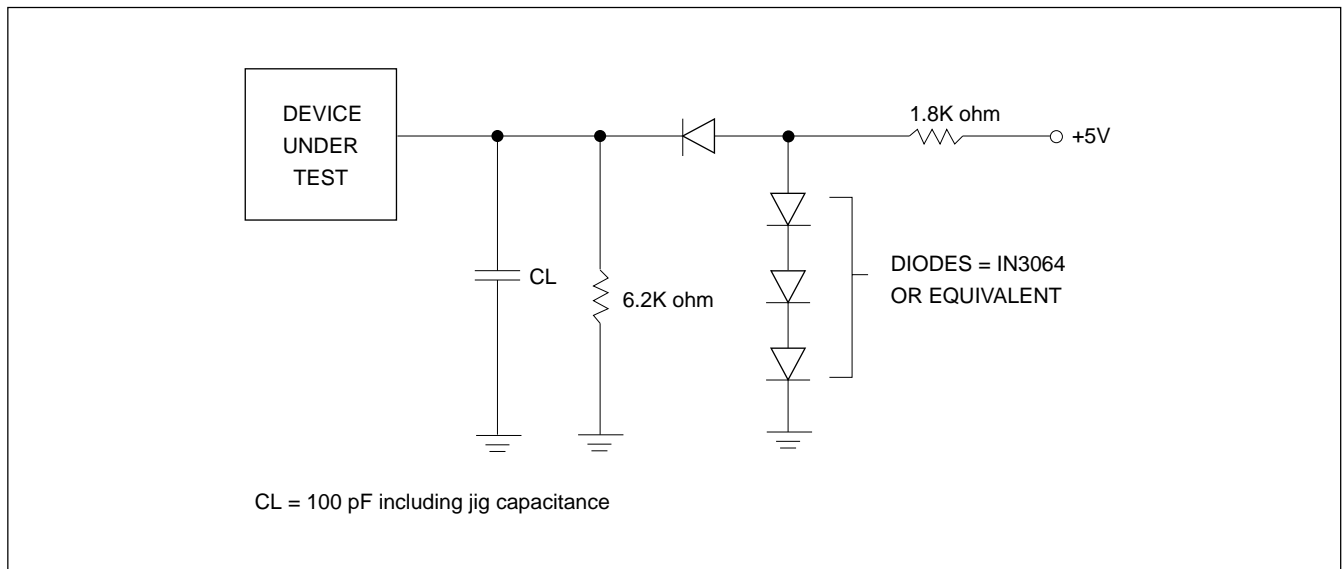 DEVICE
UNDER
TEST
1.8K ohm
+5V
CL
6.2K ohm
DIODES = IN3064
OR EQUIVALENT
CL = 100 pF including jig capacitance